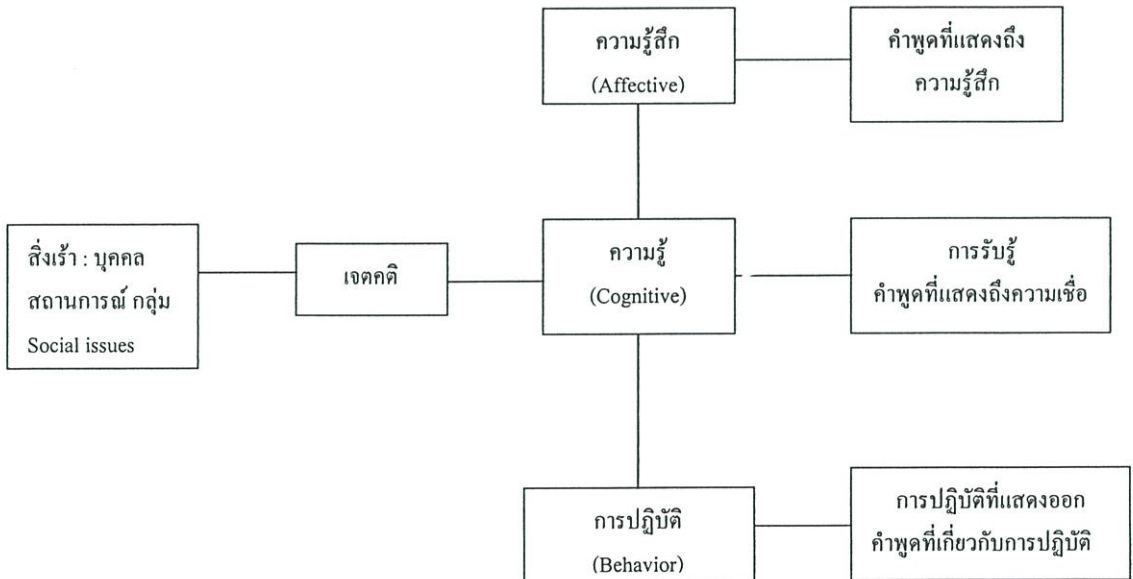 ความรู้สึก
(Affective)
คำพูดที่แสดงถึง
ความรู้สึก
สิ่งเร้า : บุคคล
สถานการณ์ กลุ่ม
Social issues
เจตคติ
ความรู้
(Cognitive)
การรับรู้
คำพูดที่แสดงถึงความเชื่อ
การปฏิบัติ
(Behavior)
การปฏิบัติที่แสดงออก
คำพูดที่เกี่ยวกับการปฏิบัติ